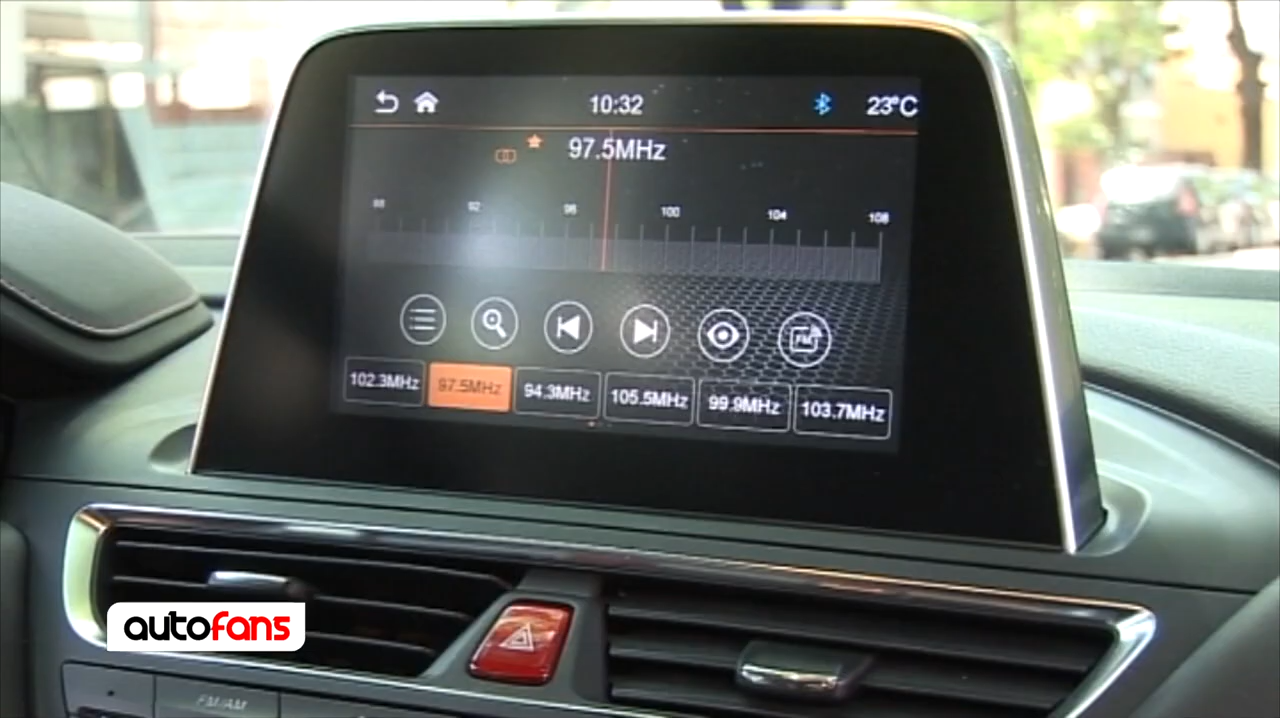 10:32 23°C
97.5MHz
88 92 96 100 104 108
FM
102.3MHz 97.5MHz 94.3MHz 105.5MHz 99.9MHz 103.7MHz
autofans
FM/AM